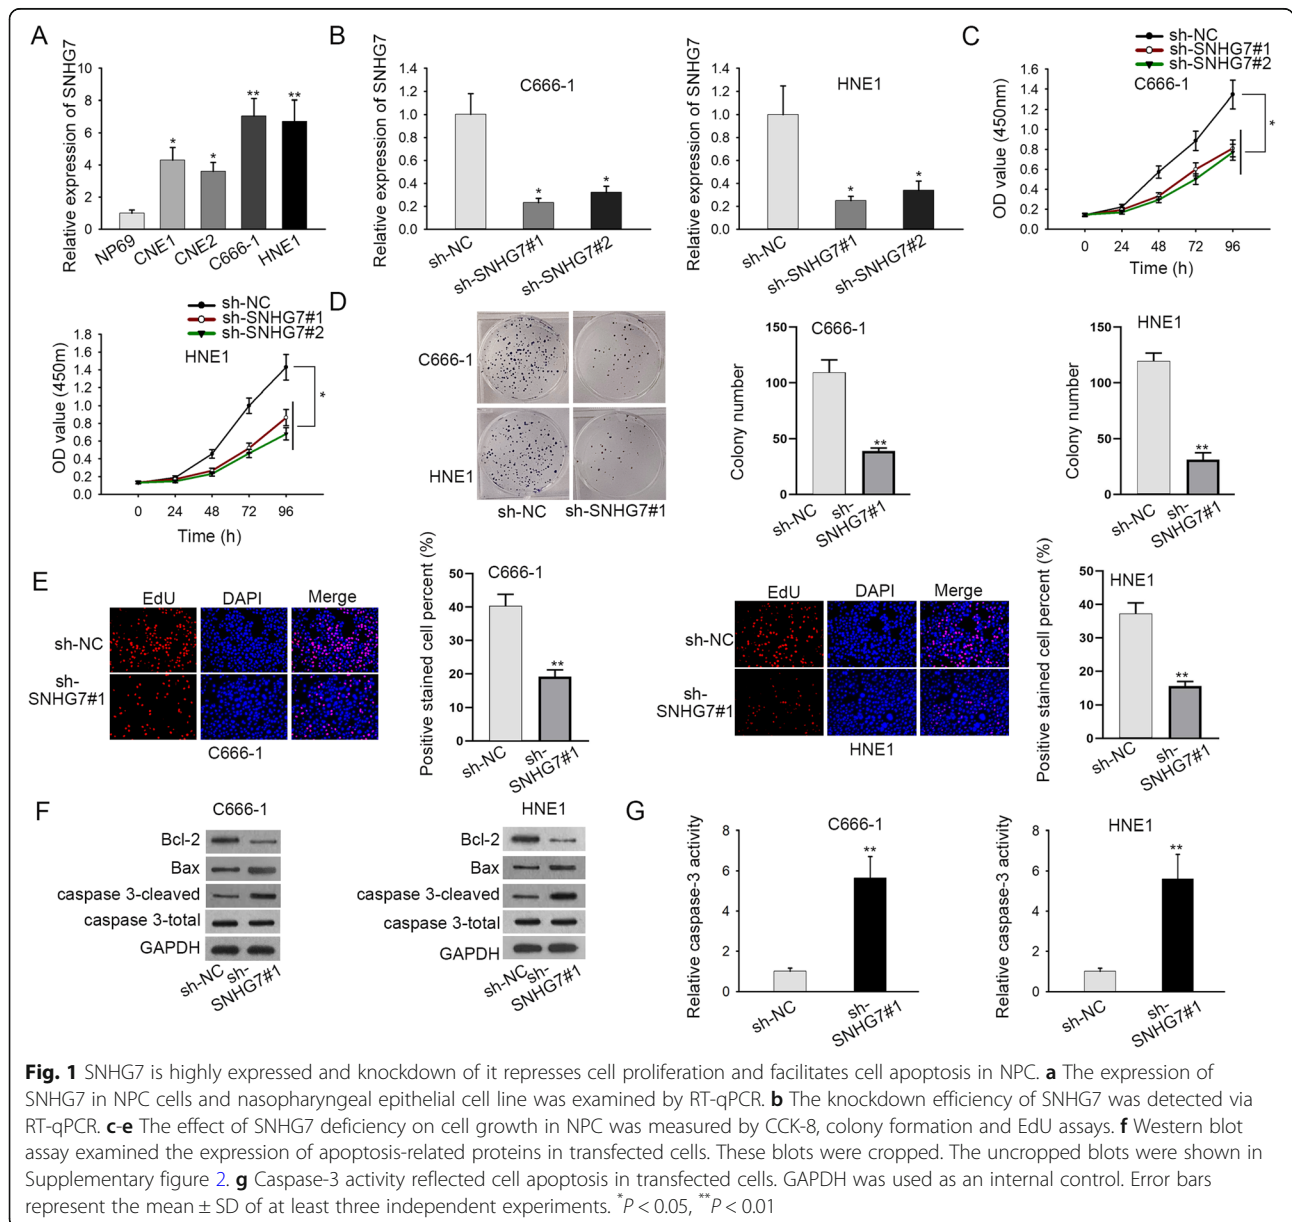 A
Relative expression of SNHG7
10
8
6
4
2
0
*
*
**
**
NP69
CNE1
CNE2
C666-1
HNE1
B
Relative expression of SNHG7
1.4
1.2
1.0
0.8
0.6
0.4
0.2
0.0
C666-1
*
*
sh-NC
sh-SNHG7#1
sh-SNHG7#2
Relative expression of SNHG7
1.4
1.2
1.0
0.8
0.6
0.4
0.2
0.0
HNE1
*
*
sh-NC
sh-SNHG7#1
sh-SNHG7#2
C
sh-NC
sh-SNHG7#1
sh-SNHG7#2
C666-1
OD value (450nm)
1.6
1.4
1.2
1.0
0.8
0.6
0.4
0.2
0.0
*
0 24 48 72 96
Time (h)
sh-NC
sh-SNHG7#1
sh-SNHG7#2
HNE1
OD value (450m)
1.8
1.6
1.4
1.2
1.0
0.8
0.6
0.4
0.2
0.0
*
0 24 48 72 96
Time (h)
D
C666-1
HNE1
sh-NC sh-SNHG7#1
Colony number
150
100
50
0
C666-1
**
sh-NC
sh-
SNHG7#1
Colony number
150
100
50
0
HNE1
**
sh-NC
sh-
SNHG7#1
E
EdU DAPI Merge
sh-NC
sh-
SNHG7#1
C666-1
Positive stained cell percent (%)
50
40
30
20
10
0
C666-1
**
sh-NC
sh-
SNHG7#1
EdU DAPI Merge
sh-NC
sh-
SNHG7#1
HNE1
Positive stained cell percent (%)
50
40
30
20
10
0
HNE1
**
sh-NC
sh-
SNHG7#1
F
C666-1
Bcl-2
Bax
caspase 3-cleaved
caspase 3-total
GAPDH
sh-NC
sh-
SNHG7#1
HNE1
Bcl-2
Bax
caspase 3-cleaved
caspase 3-total
GAPDH
sh-NC
sh-
SNHG7#1
G
Relative caspase-3 activity
8
6
4
2
0
C666-1
**
sh-NC
sh-
SNHG7#1
Relative caspase-3 activity
8
6
4
2
0
HNE1
**
sh-NC
sh-
SNHG7#1
Fig. 1 SNHG7 is highly expressed and knockdown of it represses cell proliferation and facilitates cell apoptosis in NPC. a The expression of
SNHG7 in NPC cells and nasopharyngeal epithelial cell line was examined by RT-qPCR. b The knockdown efficiency of SNHG7 was detected via
RT-qPCR. c-e The effect of SNHG7 deficiency on cell growth in NPC was measured by CCK-8, colony formation and EdU assays. f Western blot
assay examined the expression of apoptosis-related proteins in transfected cells. These blots were cropped. The uncropped blots were shown in
Supplementary figure 2. g Caspase-3 activity reflected cell apoptosis in transfected cells. GAPDH was used as an internal control. Error bars
represent the mean ± SD of at least three independent experiments. *P < 0.05, **P < 0.01